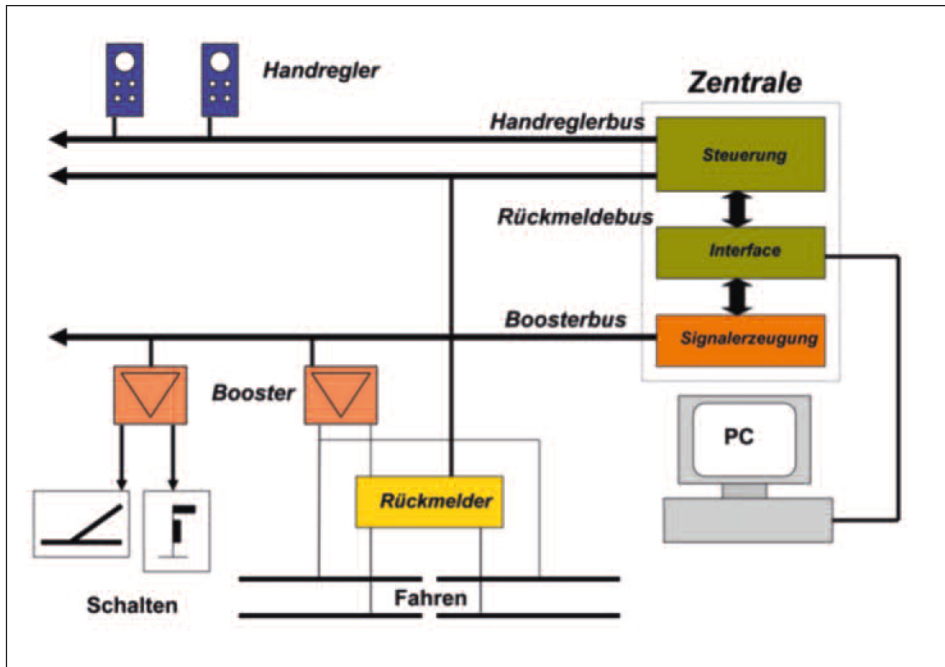 Handregler
Zentrale
Handreglerbus
Steuerung
Rückmeldebus
Interface
Boosterbus
Signalerzeugung
Booster
PC
Rückmelder
Schalten
Fahren